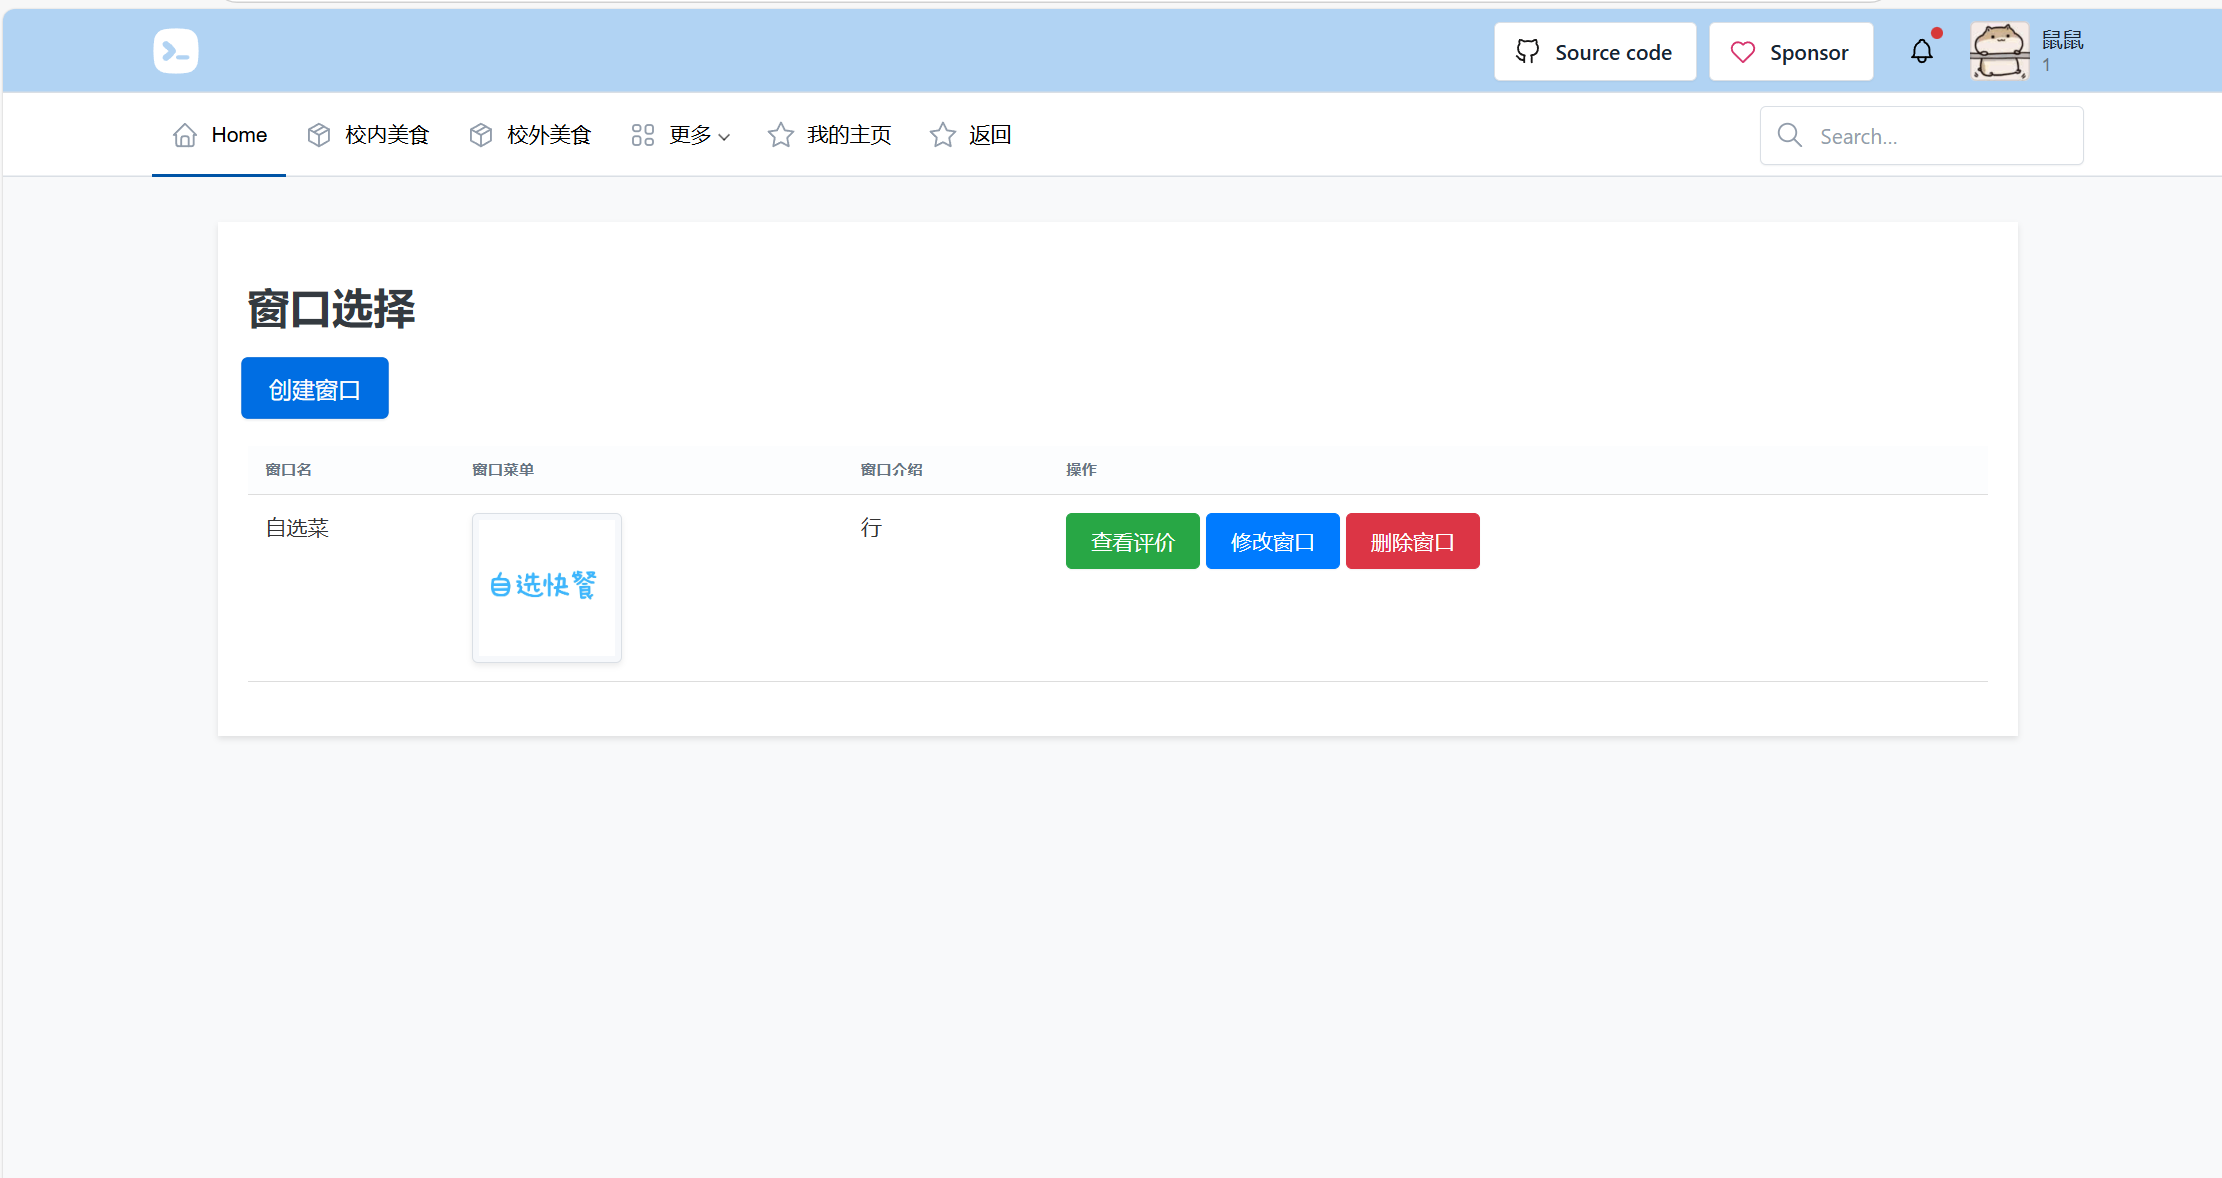 Source code
Sponsor
鼠鼠
1
Home
校内美食
校外美食
更多
我的主页
返回
Search...
窗口选择
创建窗口
窗口名 窗口菜单 窗口介绍 操作
自选菜 自选快餐 行 查看评价 修改窗口 删除窗口